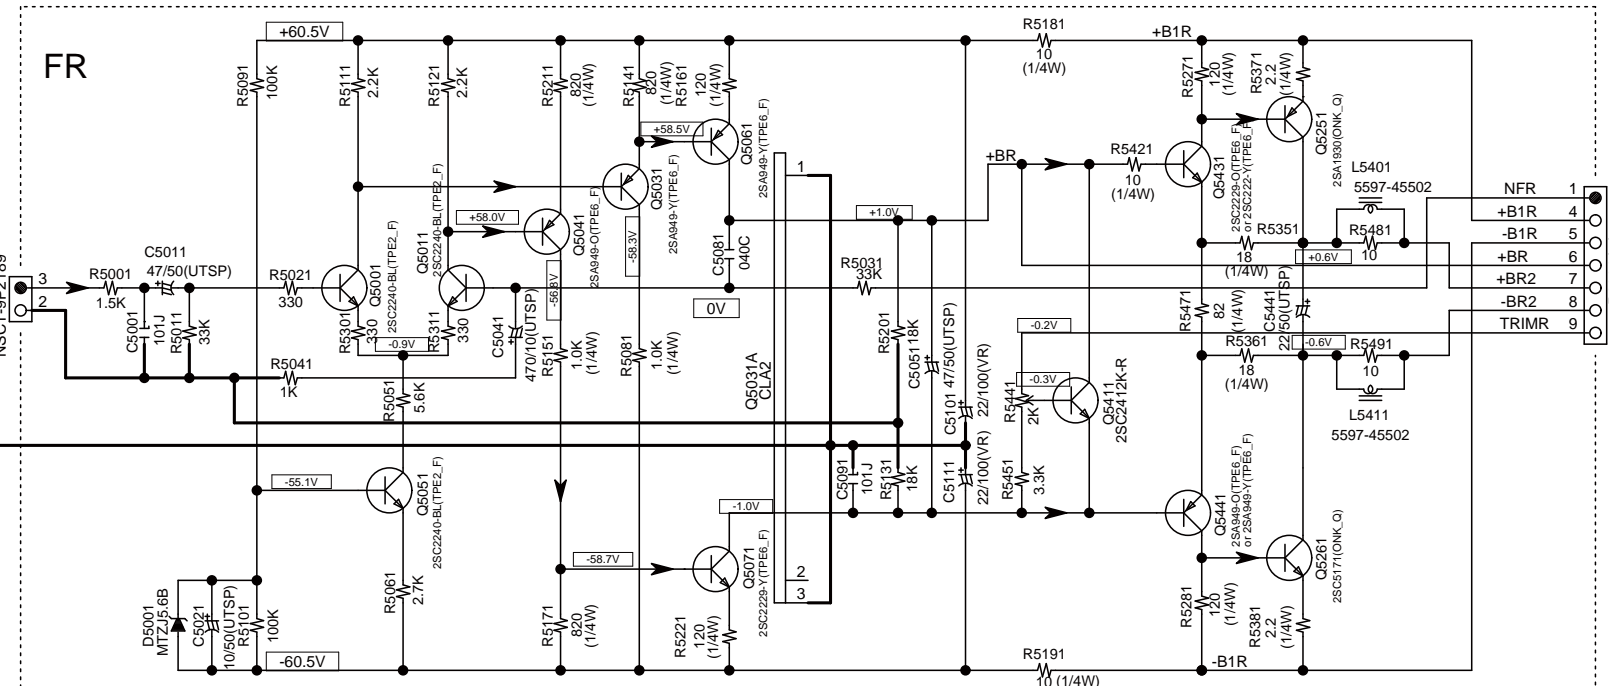 FR
+60.5V
R5091
100K
R5111
2.2K
R5121
2.2K
R5211
820
(1/4W)
R5141
820
(1/4W)
R5161
120
(1/4W)
R5181
10
(1/4W)
+B1R
R5271
120
(1/4W)
R5371
2.2
(1/4W)
+58.5V
Q5061
2SA949-Y(TPE6_F)
Q5031
2SA949-Y(TPE6_F)
Q5041
2SA949-O(TPE6_F)
+58.0V
-58.3V
-56.8V
Q5011
2SC2240-BL(TPE2_F)
Q5001
2SC2240-BL(TPE2_F)
1
+BR
R5421
10
(1/4W)
Q5431
2SC2229-O(TPE6_F)
or 2SC222-Y(TPE6_F)
Q5251
2SA1930(ONK_Q)
L5401
5597-45502
NFR 1
+B1R 4
-B1R 5
+BR 6
+BR2 7
-BR2 8
TRIMR 9
C5011
47/50(UTSP)
3
2
R5001
1.5K
R5021
330
C5001
101J
R5011
33K
R5301
330
R5311
330
-0.9V
C5041
470/10(UTSP)
R5041
1K
R5051
5.6K
R5151
1.0K
(1/4W)
R5081
1.0K
(1/4W)
C5081
040C
0V
+1.0V
R5031
33K
R5201
18K
C5051
47/50(UTSP)
C5101
22/100(VR)
C5111
22/100(VR)
-0.2V
-0.3V
R5441
2K
Q5411
2SC2412K-R
R5451
3.3K
R5351
18
(1/4W)
R5481
10
+0.6V
R5471
82
(1/4W)
C5441
22/50(UTSP)
-0.6V
R5361
18
(1/4W)
R5491
10
L5411
5597-45502
Q5031A
CLA2
C5091
101J
R5131
18K
-55.1V
Q5051
2SC2240-BL(TPE2_F)
-1.0V
-58.7V
Q5071
2SC2229-Y(TPE6_F)
2
3
Q5441
2SA949-O(TPE6_F)
or 2SA949-Y(TPE6_F)
Q5261
2SC5171(ONK_Q)
D5001
MTZJ5.6B
C5021
10/50(UTSP)
R5101
100K
R5061
2.7K
R5171
820
(1/4W)
R5221
120
(1/4W)
R5281
120
(1/4W)
R5381
2.2
(1/4W)
-60.5V
R5191
10 (1/4W)
-B1R